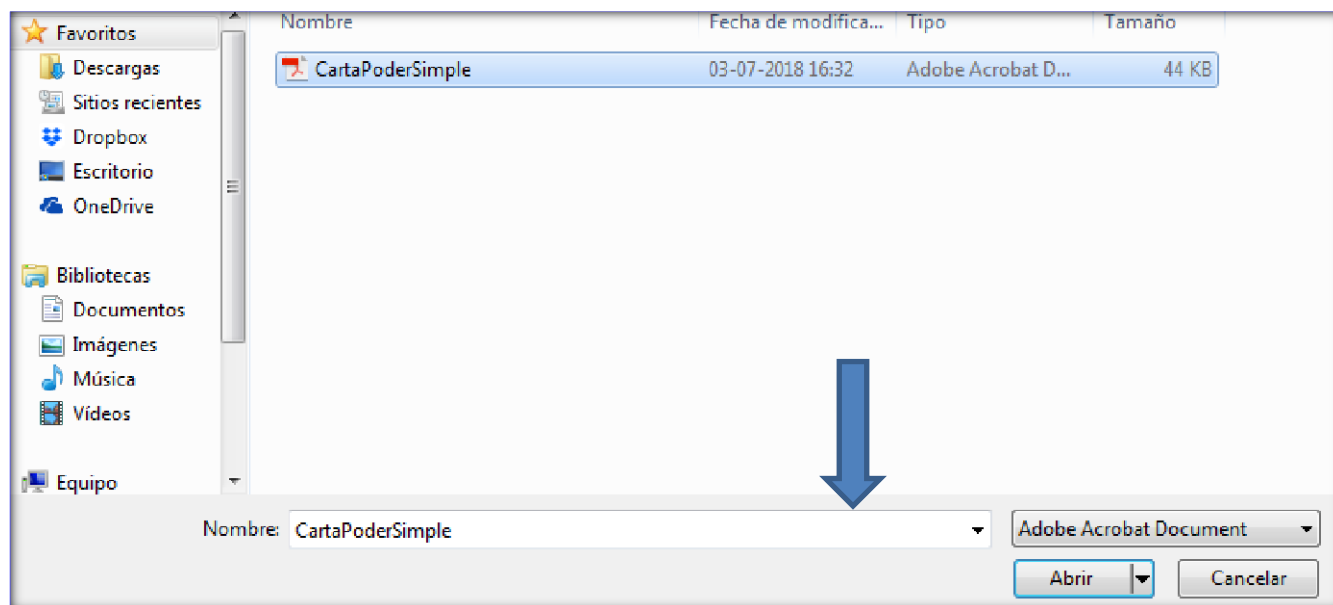 Nombre Fecha de modifica... Tipo Tamaño
Favoritos
CartaPoderSimple 03-07-2018 16:32 Adobe Acrobat D... 44 KB
Descargas
Sitios recientes
Dropbox
Escritorio
OneDrive
Bibliotecas
Documentos
Imágenes
Música
Vídeos
Equipo
Nombre: CartaPoderSimple Adobe Acrobat Document
Abrir Cancelar